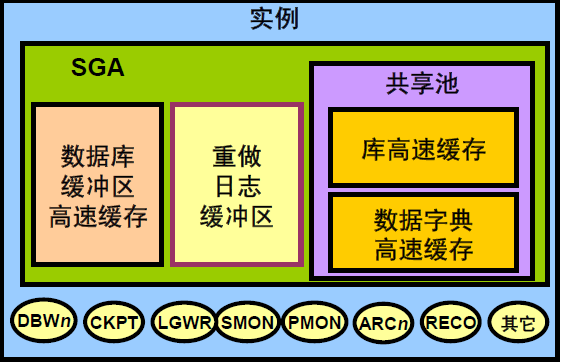 实例
SGA
共享池
数据库
缓冲区
高速缓存
重做
日志
缓冲区
库高速缓存
数据字典
高速缓存
DBWn
CKPT
LGWR
SMON
PMON
ARCn
RECO
其它